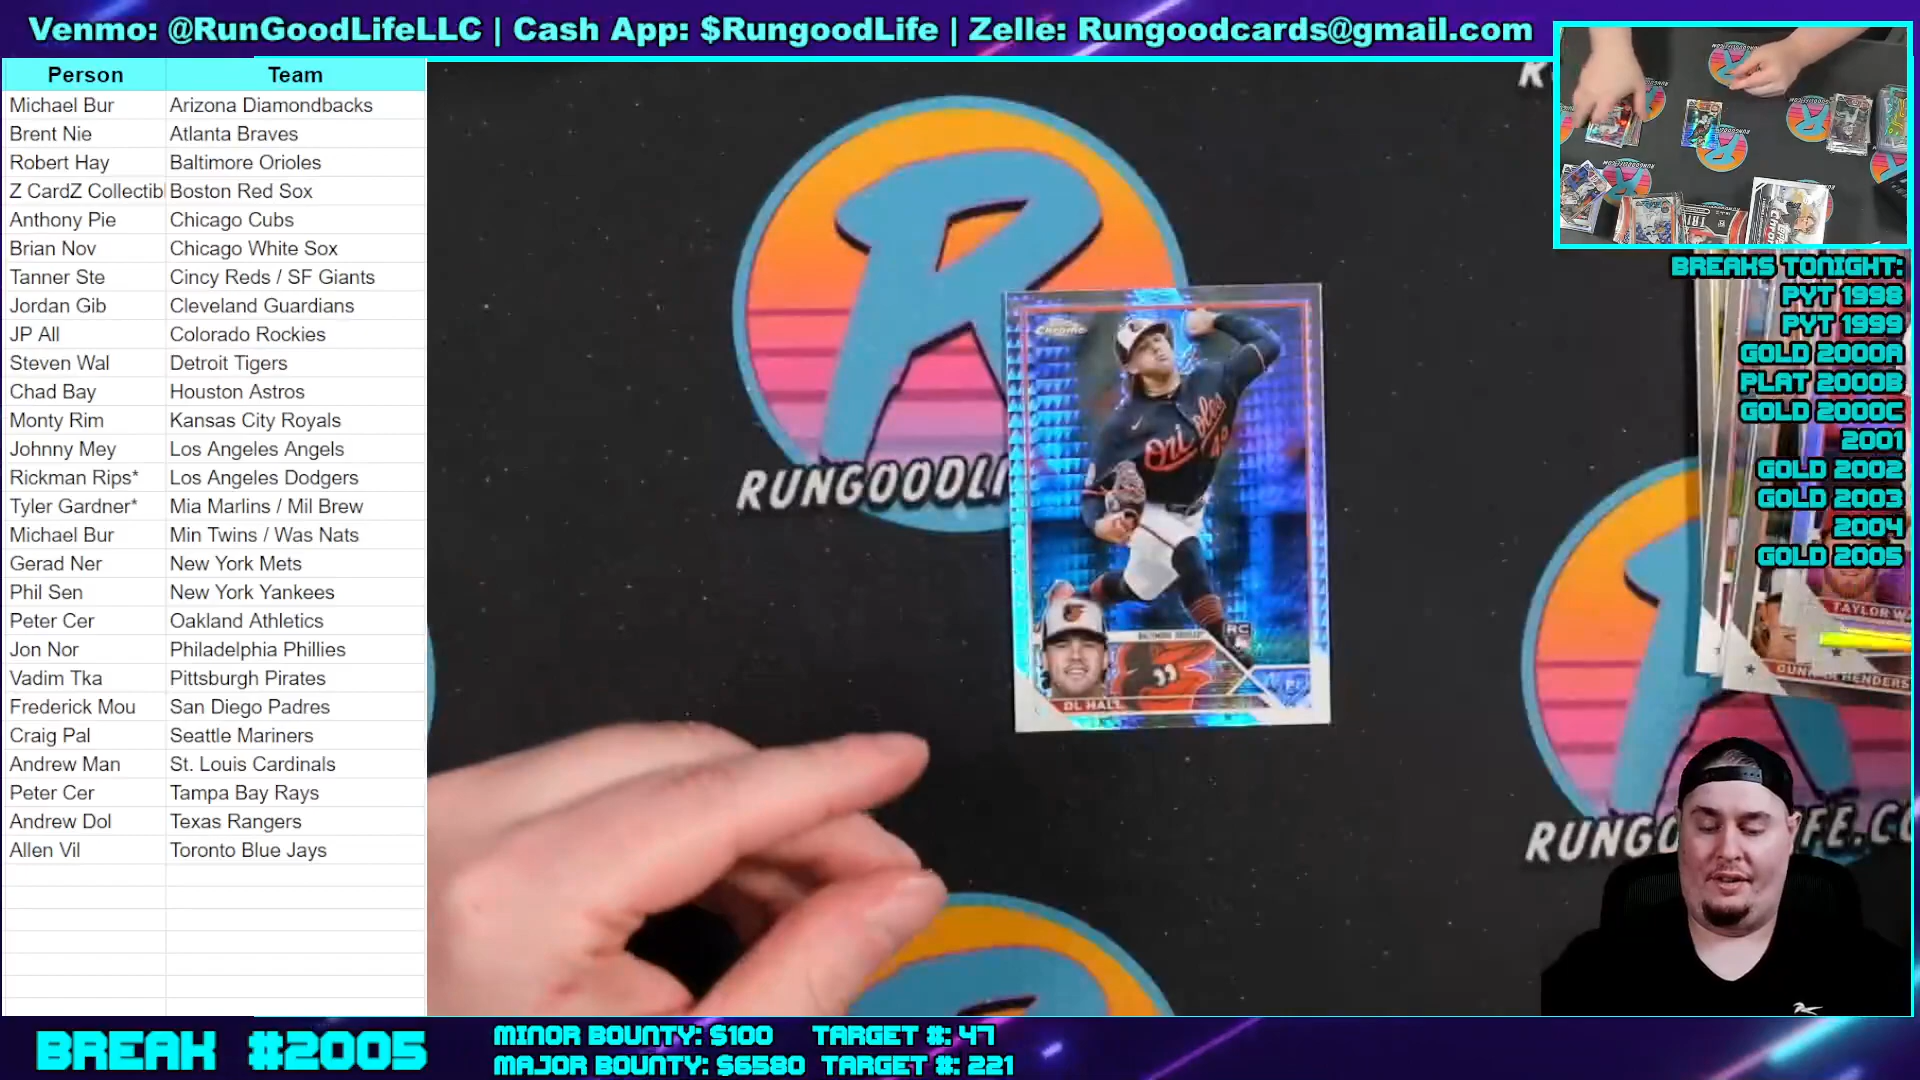 Venmo: @RunGoodLifeLLC | Cash App: $RungoodLife | Zelle: Rungoodcards@gmail.com
Person Team
Michael Bur Arizona Diamondbacks
Brent Nie Atlanta Braves
Robert Hay Baltimore Orioles
Z CardZ Collectibl Boston Red Sox
Anthony Pie Chicago Cubs
Brian Nov Chicago White Sox
Tanner Ste Cincy Reds / SF Giants
Jordan Gib Cleveland Guardians
JP All Colorado Rockies
Steven Wal Detroit Tigers
Chad Bay Houston Astros
Monty Rim Kansas City Royals
Johnny Mey Los Angeles Angels
Rickman Rips* Los Angeles Dodgers
Tyler Gardner* Mia Marlins / Mil Brew
Michael Bur Min Twins / Was Nats
Gerad Ner New York Mets
Phil Sen New York Yankees
Peter Cer Oakland Athletics
Jon Nor Philadelphia Phillies
Vadim Tka Pittsburgh Pirates
Frederick Mou San Diego Padres
Craig Pal Seattle Mariners
Andrew Man St. Louis Cardinals
Peter Cer Tampa Bay Rays
Andrew Dol Texas Rangers
Allen Vil Toronto Blue Jays
R
RUNGOODLI
Chrome
Orioles
BALTIMORE ORIOLES
RC
DL HALL
BREAKS TONIGHT:
PYT 1998
PYT 1999
GOLD 2000A
PLAT 2000B
GOLD 2000C
2001
GOLD 2002
GOLD 2003
2004
GOLD 2005
TAYLOR W
GUNNAR HENDERS
RUNGO FE.CO
BREAK #2005
MINOR BOUNTY: $100 TARGET #: 47
MAJOR BOUNTY: $6580 TARGET #: 221